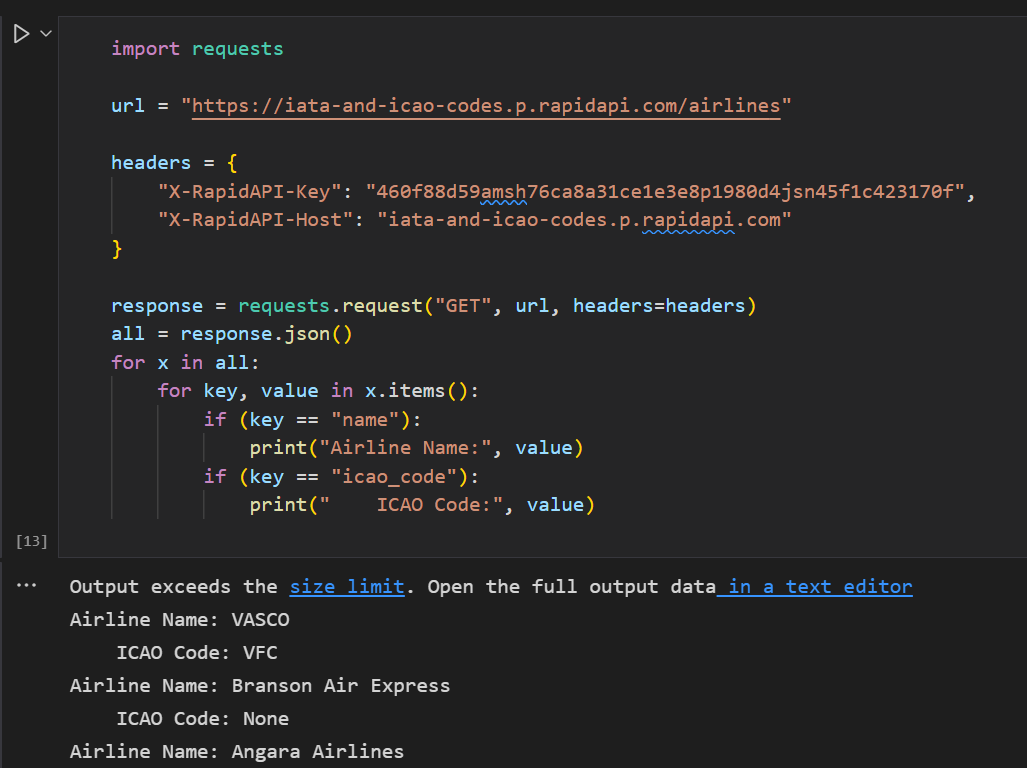 import requests
url = "https://iata-and-icao-codes.p.rapidapi.com/airlines"
headers = {
    "X-RapidAPI-Key": "460f88d59amsh76ca8a31ce1e3e8p1980d4jsn45f1c423170f",
    "X-RapidAPI-Host": "iata-and-icao-codes.p.rapidapi.com"
}
response = requests.request("GET", url, headers=headers)
all = response.json()
for x in all:
    for key, value in x.items():
        if (key == "name"):
            print("Airline Name:", value)
        if (key == "icao_code"):
            print("    ICAO Code:", value)
[13]
... Output exceeds the size limit. Open the full output data in a text editor
Airline Name: VASCO
    ICAO Code: VFC
Airline Name: Branson Air Express
    ICAO Code: None
Airline Name: Angara Airlines